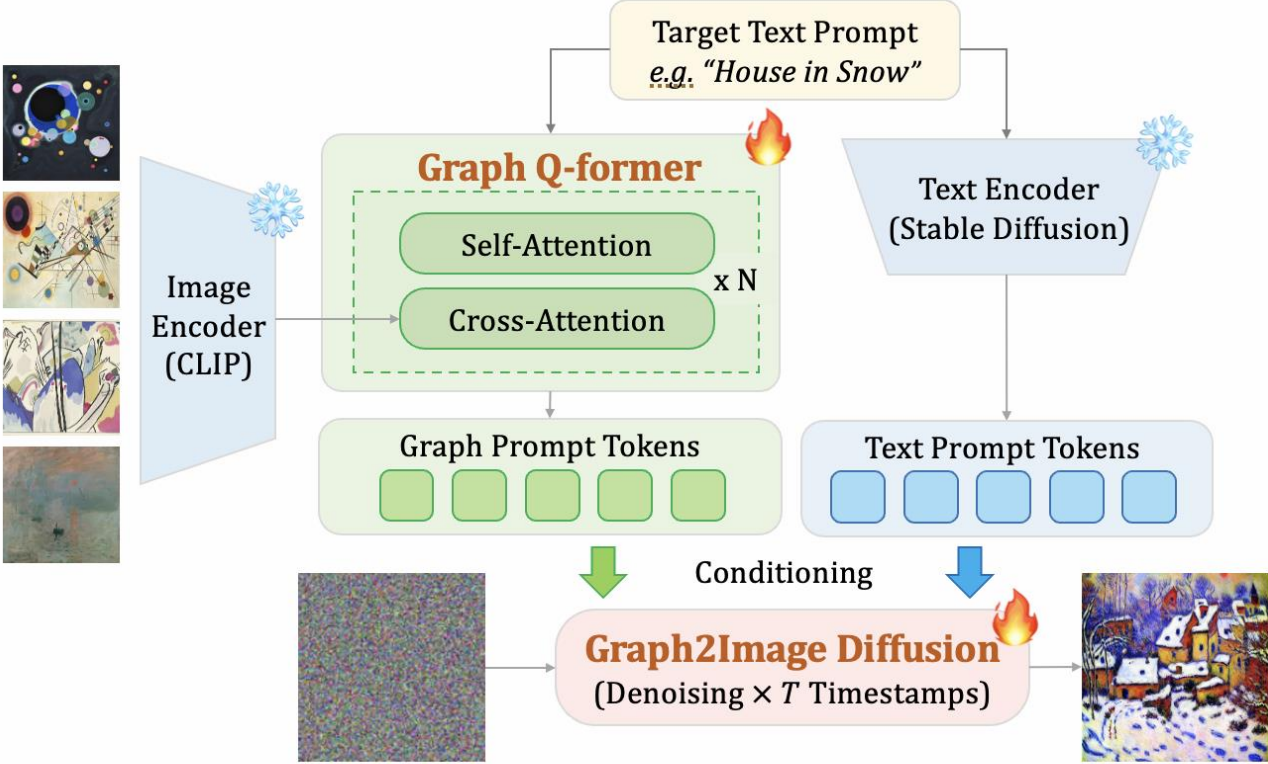 Target Text Prompt
e.g. “House in Snow”
Graph Q-former
Self-Attention
x N
Cross-Attention
Image
Encoder
(CLIP)
Text Encoder
(Stable Diffusion)
Graph Prompt Tokens
Text Prompt Tokens
Conditioning
Graph2Image Diffusion
(Denoising × T Timestamps)